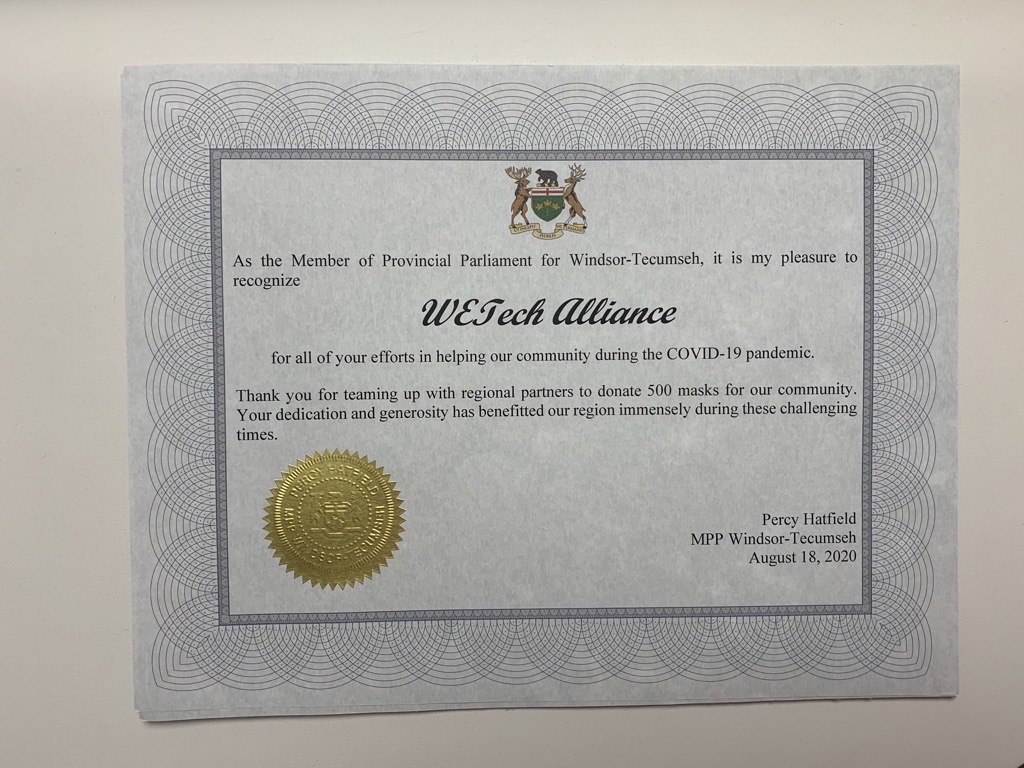 As the Member of Provincial Parliament for Windsor-Tecumseh, it is my pleasure to
recognize
WETech Alliance
for all of your efforts in helping our community during the COVID-19 pandemic.
Thank you for teaming up with regional partners to donate 500 masks for our community.
Your dedication and generosity has benefitted our region immensely during these challenging
times.
PERCY HATFIELD
MPP
Percy Hatfield
MPP Windsor-Tecumseh
August 18, 2020